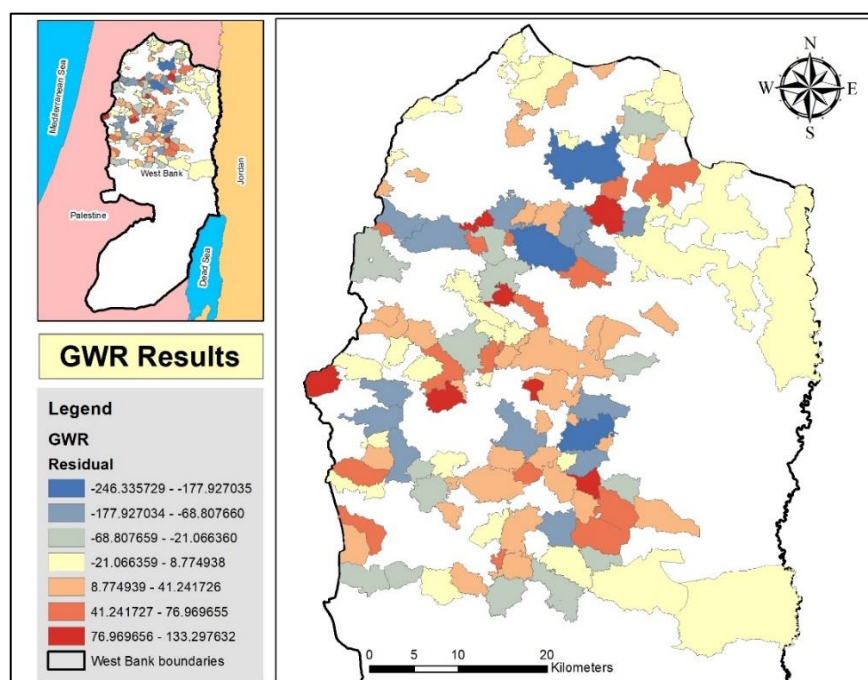 Mediterranean Sea
West Bank
Palestine
Jordan
Dead Sea
GWR Results
Legend
GWR
Residual
-246.335729 - -177.927035
-177.927034 - -68.807660
-68.807659 - -21.066360
-21.066359 - 8.774938
8.774939 - 41.241726
41.241727 - 76.969655
76.969656 - 133.297632
West Bank boundaries
N
W E
S
0 5 10 20
Kilometers